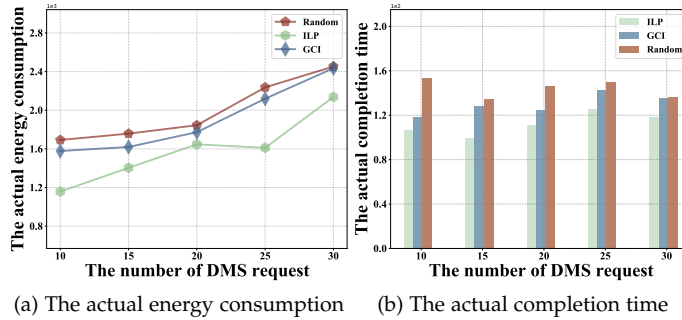 1e3
2.8
2.4
2.0
1.6
1.2
0.8
The actual energy consumption
Random
ILP
GCI
10 15 20 25 30
The number of DMS request
(a) The actual energy consumption
1e2
2.0
1.6
1.2
0.8
0.4
0.0
The actual completion time
ILP
GCI
Random
10 15 20 25 30
The number of DMS request
(b) The actual completion time